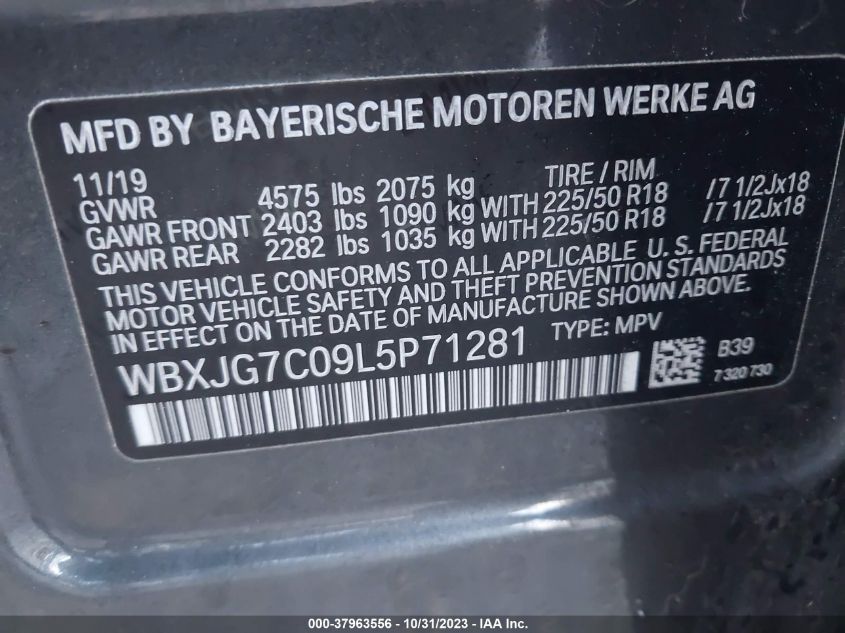 MFD BY BAYERISCHE MOTOREN WERKE AG
11/19 TIRE / RIM
GVWR 4575 lbs 2075 kg
GAWR FRONT 2403 lbs 1090 kg WITH 225/50 R18 /7 1/2Jx18
GAWR REAR 2282 lbs 1035 kg WITH 225/50 R18 /7 1/2Jx18
THIS VEHICLE CONFORMS TO ALL APPLICABLE U. S. FEDERAL
MOTOR VEHICLE SAFETY AND THEFT PREVENTION STANDARDS
IN EFFECT ON THE DATE OF MANUFACTURE SHOWN ABOVE.
WBXJG7C09L5P71281 TYPE: MPV
B39
7 320 730
000-37963556 - 10/31/2023 - IAA Inc.